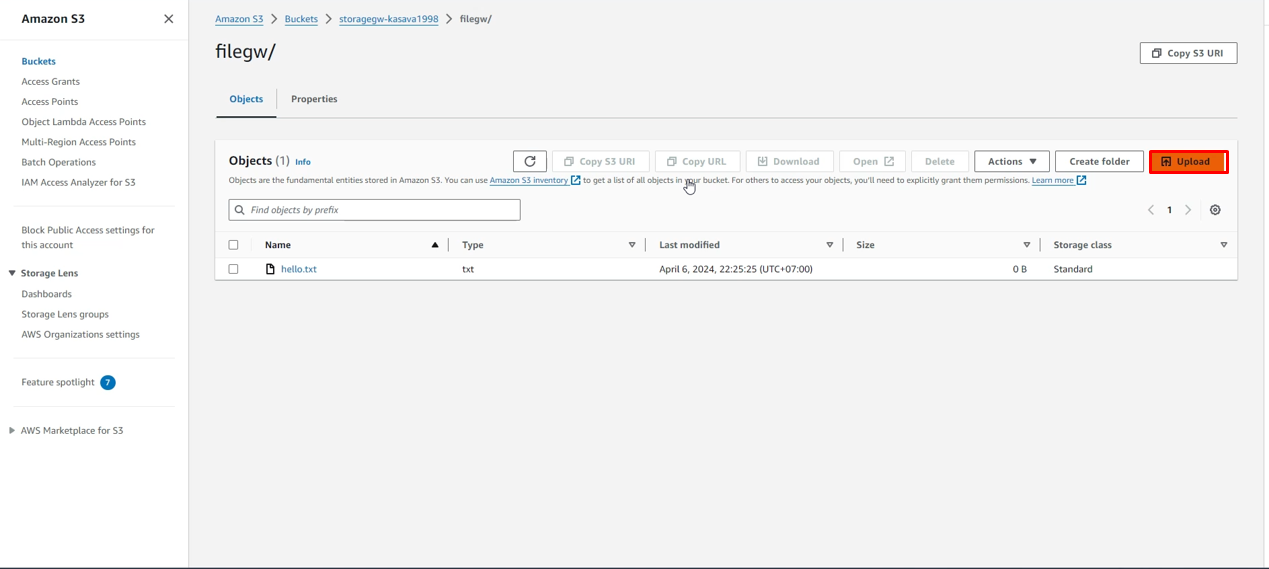 Amazon S3
Buckets
Access Grants
Access Points
Object Lambda Access Points
Multi-Region Access Points
Batch Operations
IAM Access Analyzer for S3
Block Public Access settings for
this account
Storage Lens
Dashboards
Storage Lens groups
AWS Organizations settings
Feature spotlight 7
AWS Marketplace for S3
Amazon S3 > Buckets > storagegw-kasava1998 > filegw/
filegw/
Copy S3 URI
Objects Properties
Objects (1) Info
Copy S3 URI Copy URL Download Open Delete Actions Create folder Upload
Objects are the fundamental entities stored in Amazon S3. You can use Amazon S3 inventory to get a list of all objects in your bucket. For others to access your objects, you'll need to explicitly grant them permissions. Learn more
Find objects by prefix
1
Name Type Last modified Size Storage class
hello.txt txt April 6, 2024, 22:25:25 (UTC+07:00) 0 B Standard